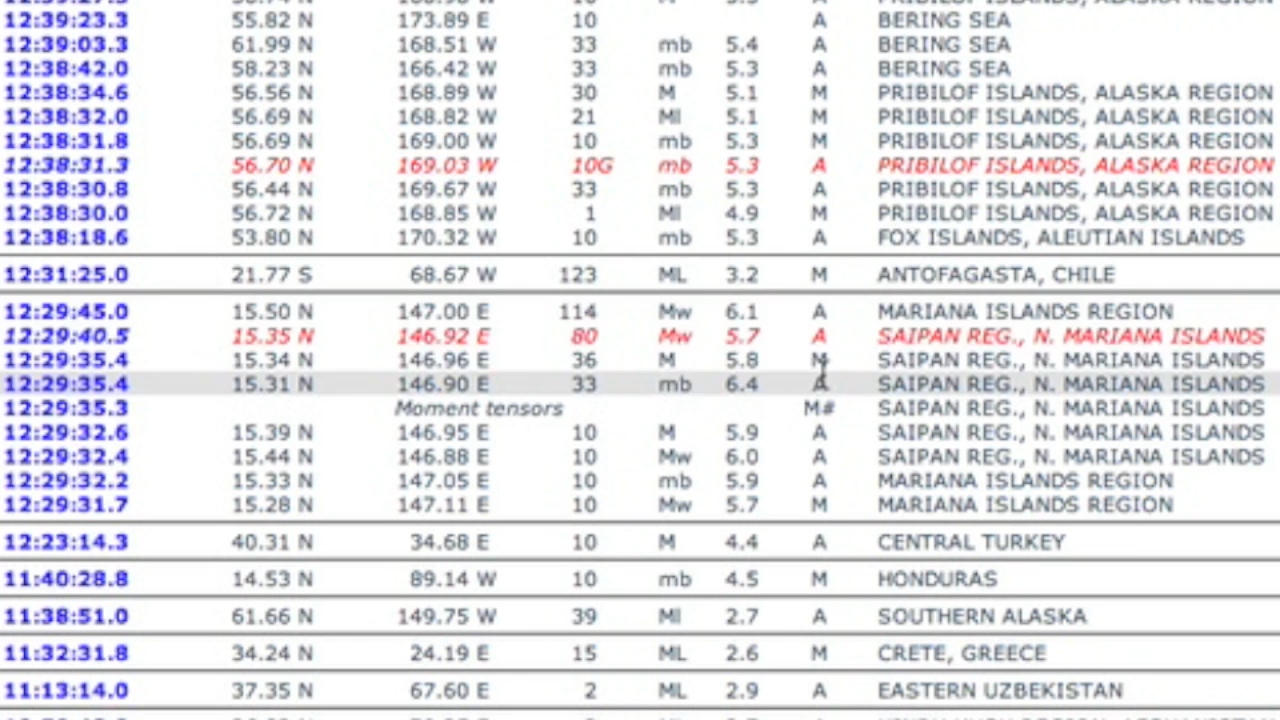 12:39:23.3 55.82 N 173.89 E 10 A BERING SEA
12:39:03.3 61.99 N 168.51 W 33 mb 5.4 A BERING SEA
12:38:42.0 58.23 N 166.42 W 33 mb 5.3 A BERING SEA
12:38:34.6 56.56 N 168.89 W 30 M 5.1 M PRIBILOF ISLANDS, ALASKA REGION
12:38:32.0 56.69 N 168.82 W 21 Ml 5.1 M PRIBILOF ISLANDS, ALASKA REGION
12:38:31.8 56.69 N 169.00 W 10 mb 5.3 M PRIBILOF ISLANDS, ALASKA REGION
12:38:31.3 56.70 N 169.03 W 10G mb 5.3 A PRIBILOF ISLANDS, ALASKA REGION
12:38:30.8 56.44 N 169.67 W 33 mb 5.3 A PRIBILOF ISLANDS, ALASKA REGION
12:38:30.0 56.72 N 168.85 W 1 Ml 4.9 M PRIBILOF ISLANDS, ALASKA REGION
12:38:18.6 53.80 N 170.32 W 10 mb 5.3 A FOX ISLANDS, ALEUTIAN ISLANDS
12:31:25.0 21.77 S 68.67 W 123 ML 3.2 M ANTOFAGASTA, CHILE
12:29:45.0 15.50 N 147.00 E 114 Mw 6.1 A MARIANA ISLANDS REGION
12:29:40.5 15.35 N 146.92 E 80 Mw 5.7 A SAIPAN REG., N. MARIANA ISLANDS
12:29:35.4 15.34 N 146.96 E 36 M 5.8 M SAIPAN REG., N. MARIANA ISLANDS
12:29:35.4 15.31 N 146.90 E 33 mb 6.4 A SAIPAN REG., N. MARIANA ISLANDS
12:29:35.3 Moment tensors M# SAIPAN REG., N. MARIANA ISLANDS
12:29:32.6 15.39 N 146.95 E 10 M 5.9 A SAIPAN REG., N. MARIANA ISLANDS
12:29:32.4 15.44 N 146.88 E 10 Mw 6.0 A SAIPAN REG., N. MARIANA ISLANDS
12:29:32.2 15.33 N 147.05 E 10 mb 5.9 A MARIANA ISLANDS REGION
12:29:31.7 15.28 N 147.11 E 10 Mw 5.7 M MARIANA ISLANDS REGION
12:23:14.3 40.31 N 34.68 E 10 M 4.4 A CENTRAL TURKEY
11:40:28.8 14.53 N 89.14 W 10 mb 4.5 M HONDURAS
11:38:51.0 61.66 N 149.75 W 39 Ml 2.7 A SOUTHERN ALASKA
11:32:31.8 34.24 N 24.19 E 15 ML 2.6 M CRETE, GREECE
11:13:14.0 37.35 N 67.60 E 2 ML 2.9 A EASTERN UZBEKISTAN